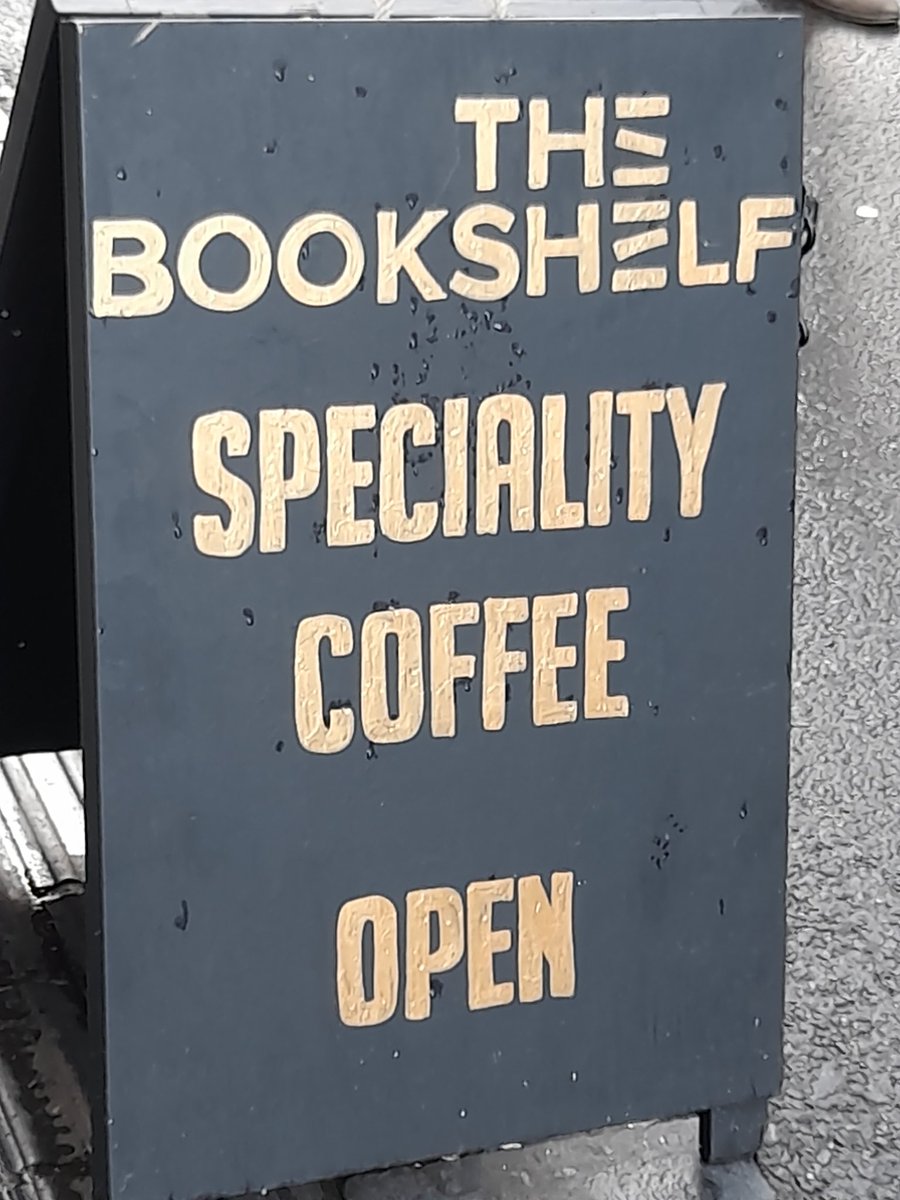 THE
BOOKSHELF
SPECIALITY
COFFEE
OPEN